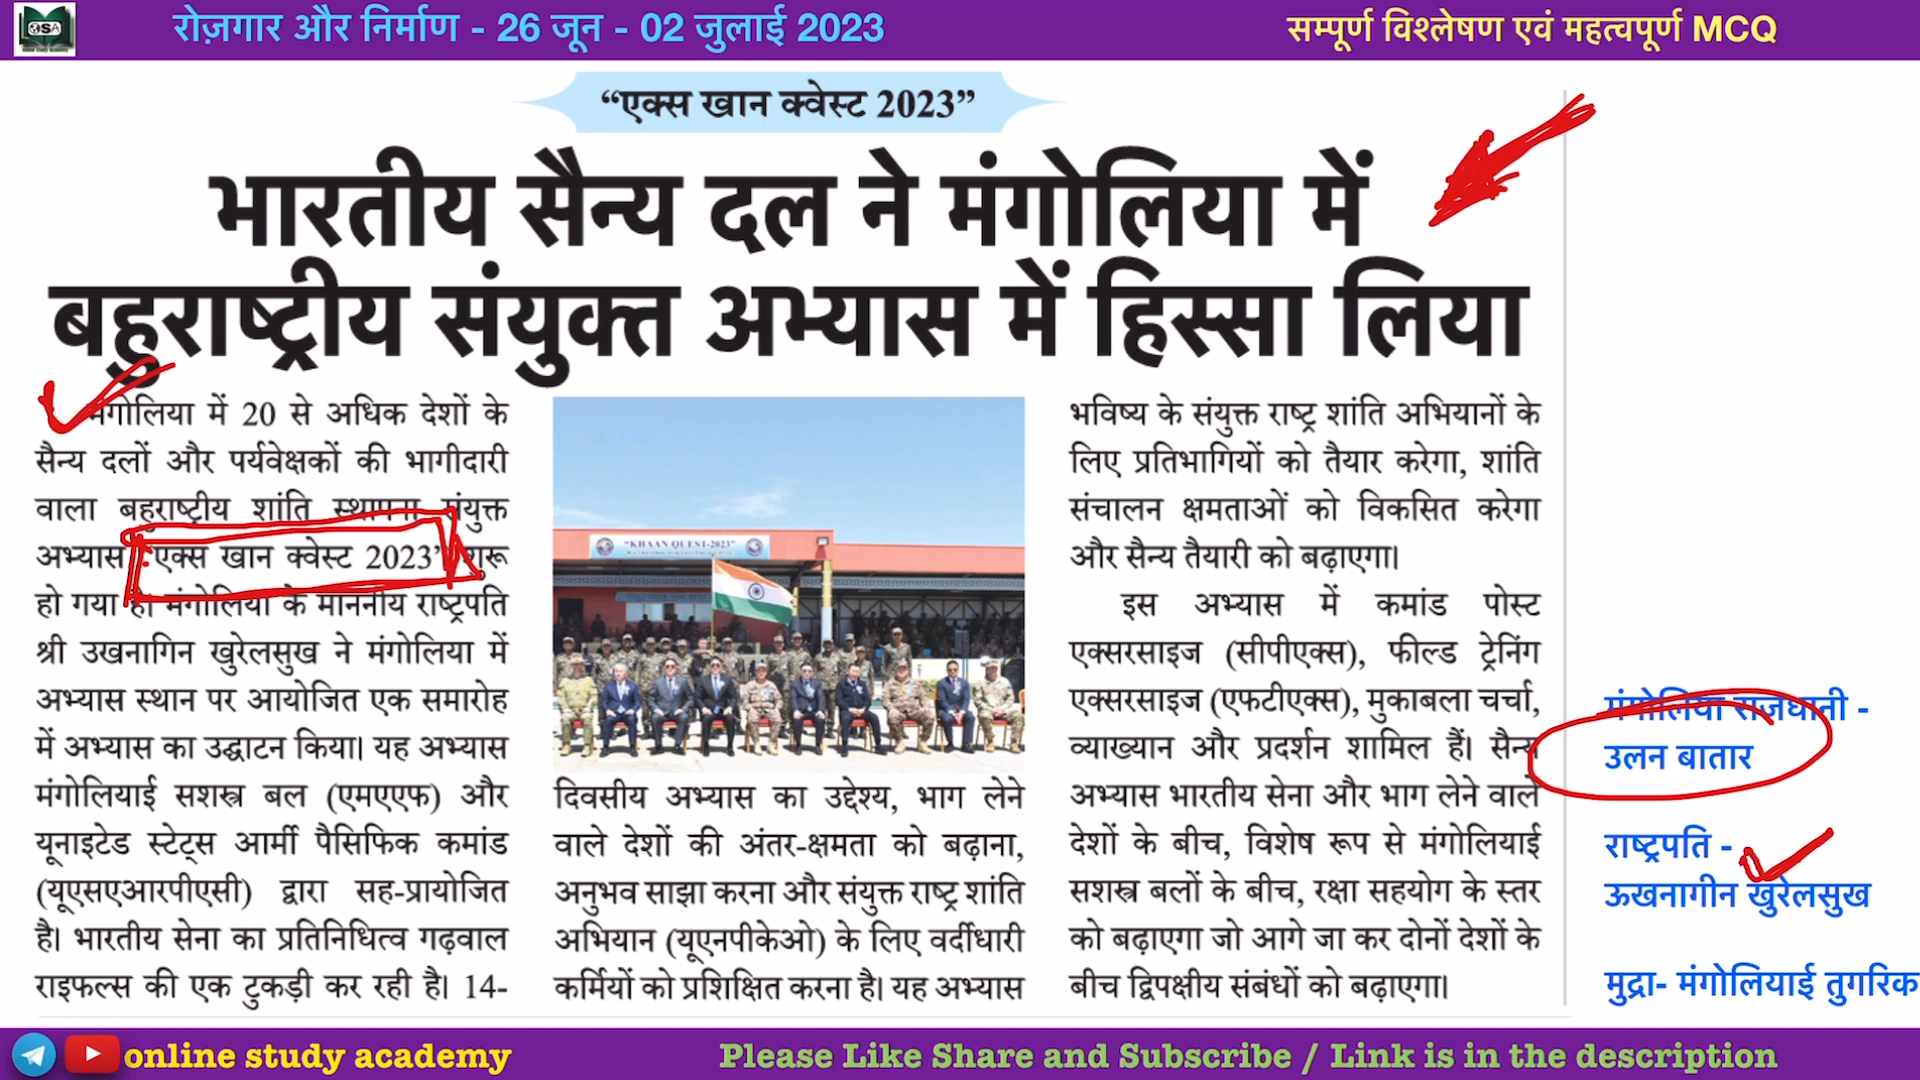 OSA
रोज़गार और निर्माण - 26 जून - 02 जुलाई 2023
सम्पूर्ण विश्लेषण एवं महत्वपूर्ण MCQ
“एक्स खान क्वेस्ट 2023”
भारतीय सैन्य दल ने मंगोलिया में
बहुराष्ट्रीय संयुक्त अभ्यास में हिस्सा लिया
मंगोलिया में 20 से अधिक देशों के
सैन्य दलों और पर्यवेक्षकों की भागीदारी
वाला बहुराष्ट्रीय शांति स्थापना संयुक्त
अभ्यास “एक्स खान क्वेस्ट 2023” शुरू
हो गया है। मंगोलिया के माननीय राष्ट्रपति
श्री उखनागिन खुरेलसुख ने मंगोलिया में
अभ्यास स्थान पर आयोजित एक समारोह
में अभ्यास का उद्घाटन किया। यह अभ्यास
मंगोलियाई सशस्त्र बल (एमएएफ) और
यूनाइटेड स्टेट्स आर्मी पैसिफिक कमांड
(यूएसएआरपीएसी) द्वारा सह-प्रायोजित
है। भारतीय सेना का प्रतिनिधित्व गढ़वाल
राइफल्स की एक टुकड़ी कर रही है। 14-
“KHAAN QUEST-2023”
दिवसीय अभ्यास का उद्देश्य, भाग लेने
वाले देशों की अंतर-क्षमता को बढ़ाना,
अनुभव साझा करना और संयुक्त राष्ट्र शांति
अभियान (यूएनपीकेओ) के लिए वर्दीधारी
कर्मियों को प्रशिक्षित करना है। यह अभ्यास
भविष्य के संयुक्त राष्ट्र शांति अभियानों के
लिए प्रतिभागियों को तैयार करेगा, शांति
संचालन क्षमताओं को विकसित करेगा
और सैन्य तैयारी को बढ़ाएगा।
इस अभ्यास में कमांड पोस्ट
एक्सरसाइज (सीपीएक्स), फील्ड ट्रेनिंग
एक्सरसाइज (एफटीएक्स), मुकाबला चर्चा,
व्याख्यान और प्रदर्शन शामिल हैं। सैन्य
अभ्यास भारतीय सेना और भाग लेने वाले
देशों के बीच, विशेष रूप से मंगोलियाई
सशस्त्र बलों के बीच, रक्षा सहयोग के स्तर
को बढ़ाएगा जो आगे जा कर दोनों देशों के
बीच द्विपक्षीय संबंधों को बढ़ाएगा।
मंगोलिया राजधानी -
उलन बातार
राष्ट्रपति -
ऊखनागीन खुरेलसुख
मुद्रा- मंगोलियाई तुगरिक
online study academy
Please Like Share and Subscribe / Link is in the description